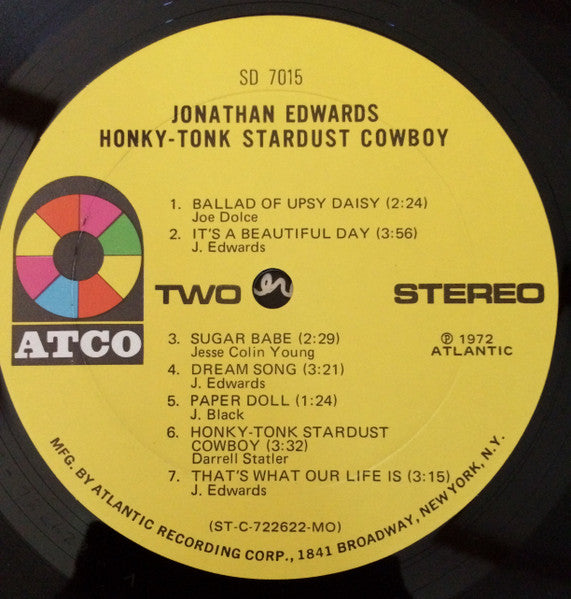 SD 7015
JONATHAN EDWARDS
HONKY-TONK STARDUST COWBOY
1. BALLAD OF UPSY DAISY (2:24)
Joe Dolce
2. IT'S A BEAUTIFUL DAY (3:56)
J. Edwards
TWO
STEREO
ATCO
3. SUGAR BABE (2:29)
Jesse Colin Young
℗ 1972
ATLANTIC
4. DREAM SONG (3:21)
J. Edwards
5. PAPER DOLL (1:24)
J. Black
6. HONKY-TONK STARDUST
COWBOY (3:32)
Darrell Statler
7. THAT'S WHAT OUR LIFE IS (3:15)
J. Edwards
(ST-C-722622-MO)
MFG. BY ATLANTIC RECORDING CORP., 1841 BROADWAY, NEW YORK, N.Y.